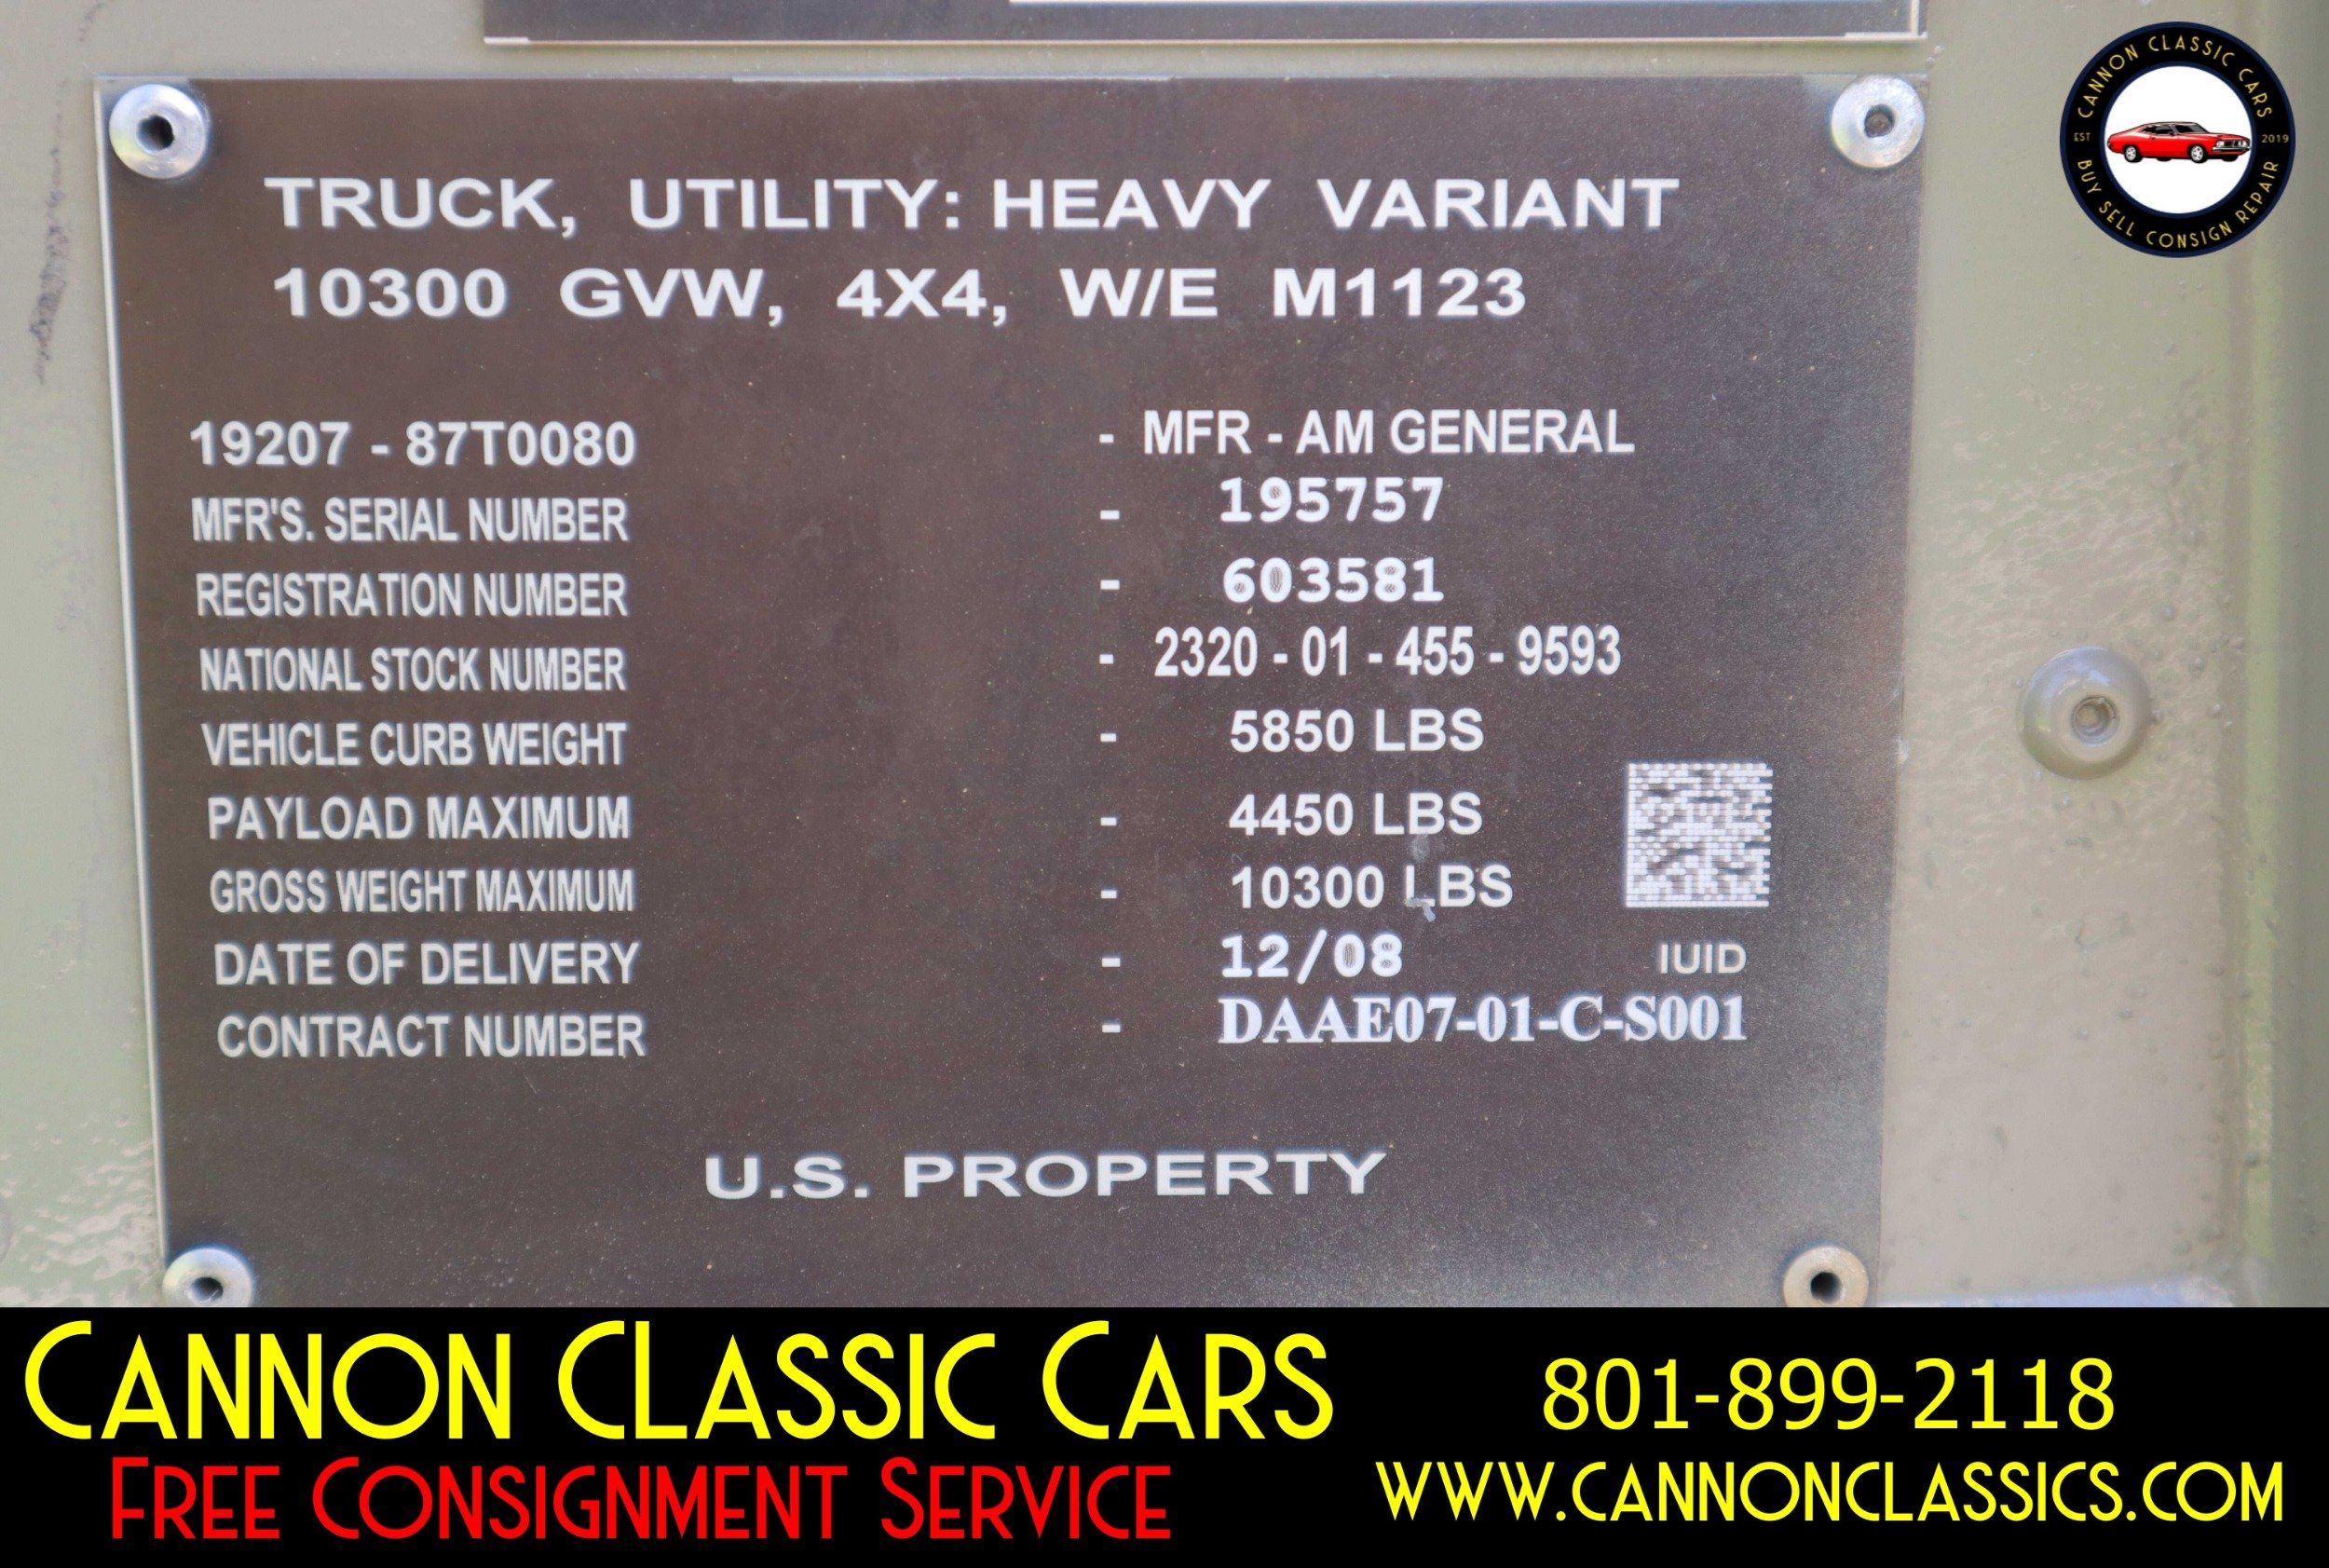 CANNON CLASSIC CARS
EST 2019
BUY SELL CONSIGN REPAIR
TRUCK, UTILITY: HEAVY VARIANT
10300 GVW, 4X4, W/E M1123
19207 - 87T0080 - MFR - AM GENERAL
MFR'S. SERIAL NUMBER - 195757
REGISTRATION NUMBER - 603581
NATIONAL STOCK NUMBER - 2320 - 01 - 455 - 9593
VEHICLE CURB WEIGHT - 5850 LBS
PAYLOAD MAXIMUM - 4450 LBS
GROSS WEIGHT MAXIMUM - 10300 LBS
DATE OF DELIVERY - 12/08
IUID
CONTRACT NUMBER - DAAE07-01-C-S001
U.S. PROPERTY
CANNON CLASSIC CARS
801-899-2118
FREE CONSIGNMENT SERVICE
WWW.CANNONCLASSICS.COM